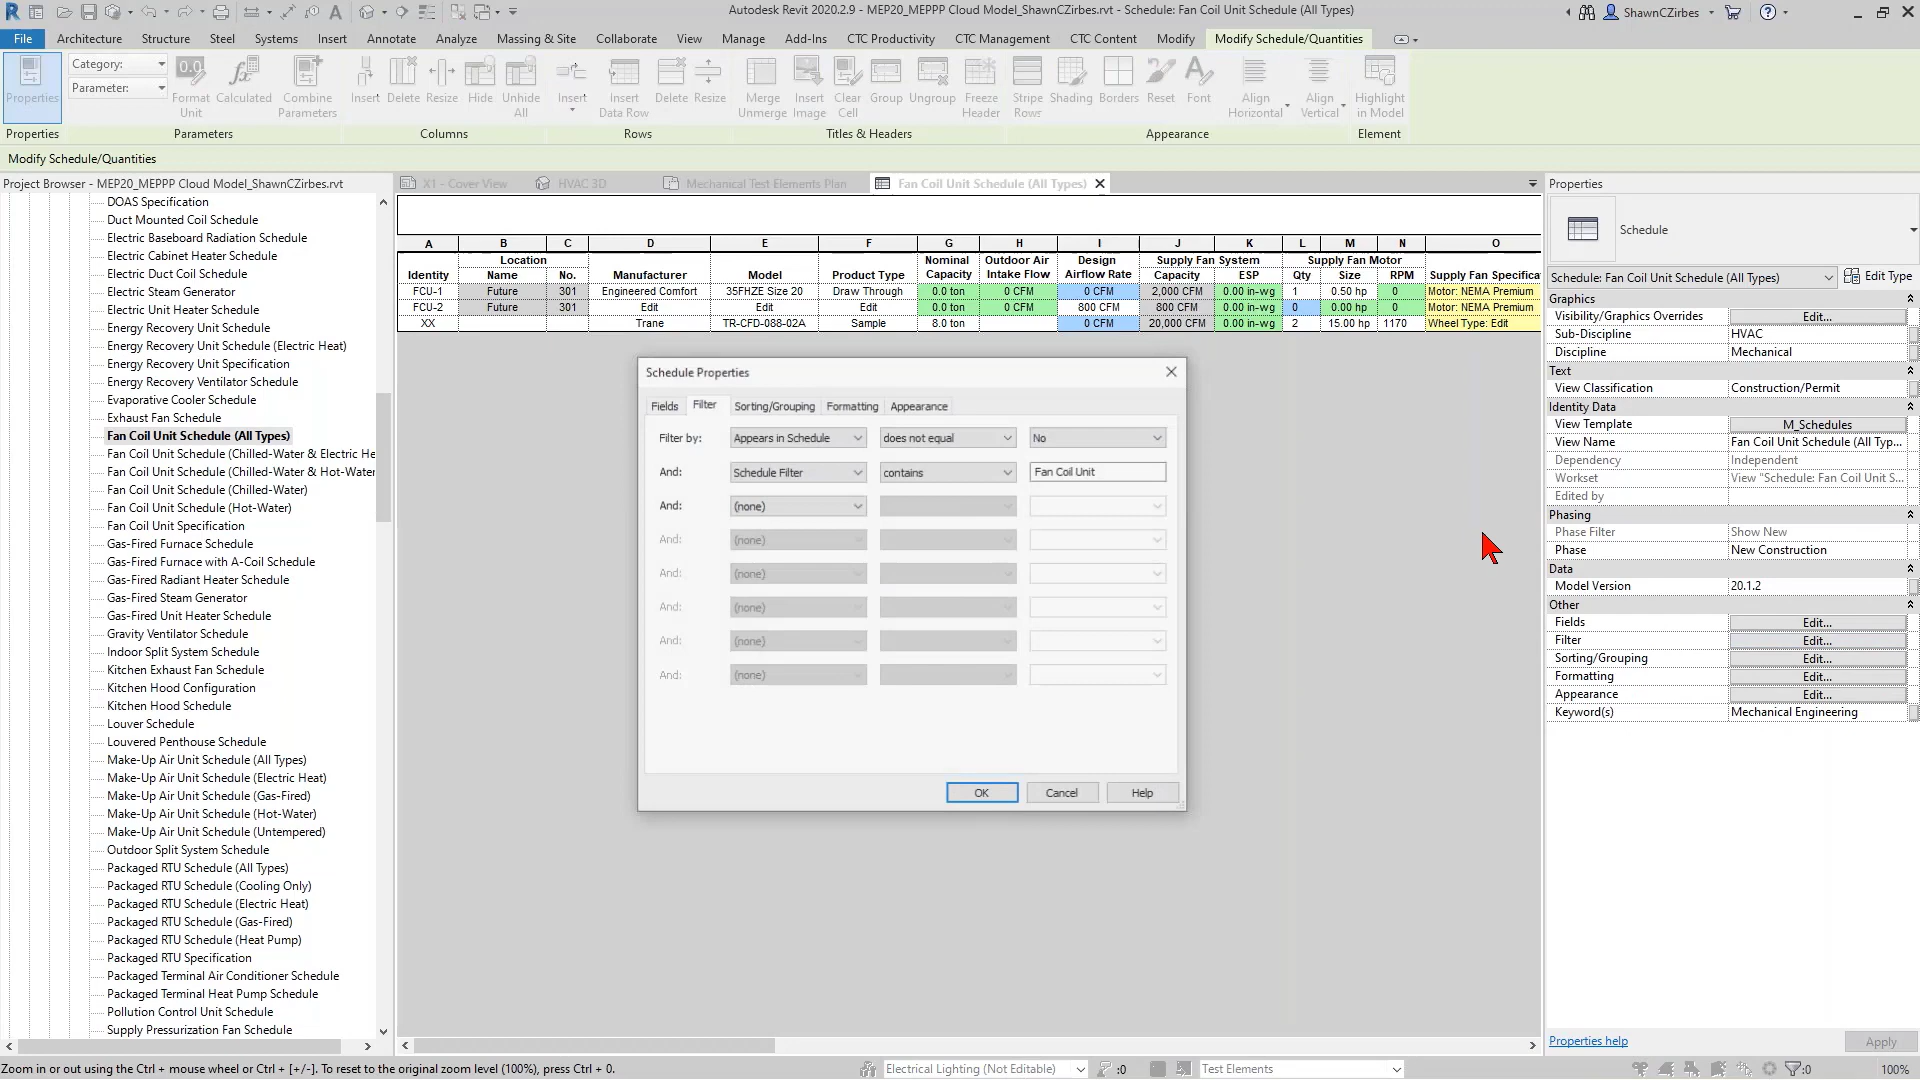 Autodesk Revit 2020.2.9 - MEP20_MEPPP Cloud Model_ShawnCZirbes.rvt - Schedule: Fan Coil Unit Schedule (All Types)
ShawnCZirbes
File Architecture Structure Steel Systems Insert Annotate Analyze Massing & Site Collaborate View Manage Add-Ins CTC Productivity CTC Management CTC Content Modify Modify Schedule/Quantities
Category:
Parameter:
Properties
Format Unit
Calculated
Combine Parameters
Insert Delete Resize Hide Unhide All
Insert
Insert Data Row
Delete Resize
Merge Unmerge
Insert Image
Clear Cell
Group Ungroup
Freeze Header
Stripe Rows
Shading Borders Reset Font
Align Horizontal
Align Vertical
Highlight in Model
Properties Parameters Columns Rows Titles & Headers Appearance Element
Modify Schedule/Quantities
Project Browser - MEP20_MEPPP Cloud Model_ShawnCZirbes.rvt
DOAS Specification
Duct Mounted Coil Schedule
Electric Baseboard Radiation Schedule
Electric Cabinet Heater Schedule
Electric Duct Coil Schedule
Electric Steam Generator
Electric Unit Heater Schedule
Energy Recovery Unit Schedule
Energy Recovery Unit Schedule (Electric Heat)
Energy Recovery Unit Specification
Energy Recovery Ventilator Schedule
Evaporative Cooler Schedule
Exhaust Fan Schedule
Fan Coil Unit Schedule (All Types)
Fan Coil Unit Schedule (Chilled-Water & Electric He
Fan Coil Unit Schedule (Chilled-Water & Hot-Water
Fan Coil Unit Schedule (Chilled-Water)
Fan Coil Unit Schedule (Hot-Water)
Fan Coil Unit Specification
Gas-Fired Furnace Schedule
Gas-Fired Furnace with A-Coil Schedule
Gas-Fired Radiant Heater Schedule
Gas-Fired Steam Generator
Gas-Fired Unit Heater Schedule
Gravity Ventilator Schedule
Indoor Split System Schedule
Kitchen Exhaust Fan Schedule
Kitchen Hood Configuration
Kitchen Hood Schedule
Louver Schedule
Louvered Penthouse Schedule
Make-Up Air Unit Schedule (All Types)
Make-Up Air Unit Schedule (Electric Heat)
Make-Up Air Unit Schedule (Gas-Fired)
Make-Up Air Unit Schedule (Hot-Water)
Make-Up Air Unit Schedule (Untempered)
Outdoor Split System Schedule
Packaged RTU Schedule (All Types)
Packaged RTU Schedule (Cooling Only)
Packaged RTU Schedule (Electric Heat)
Packaged RTU Schedule (Gas-Fired)
Packaged RTU Schedule (Heat Pump)
Packaged RTU Specification
Packaged Terminal Air Conditioner Schedule
Packaged Terminal Heat Pump Schedule
Pollution Control Unit Schedule
Supply Pressurization Fan Schedule
X1 - Cover View HVAC 3D Mechanical Test Elements Plan Fan Coil Unit Schedule (All Types)
A B C D E F G H I J K L M N O
Location Nominal Outdoor Air Design Supply Fan System Supply Fan Motor
Identity Name No. Manufacturer Model Product Type Capacity Intake Flow Airflow Rate Capacity ESP Qty Size RPM Supply Fan Specificat
FCU-1 Future 301 Engineered Comfort 35FHZE Size 20 Draw Through 0.0 ton 0 CFM 0 CFM 2,000 CFM 0.00 in-wg 1 0.50 hp 0 Motor: NEMA Premium
FCU-2 Future 301 Edit Edit Edit 0.0 ton 0 CFM 800 CFM 800 CFM 0.00 in-wg 0 0.00 hp 0 Motor: NEMA Premium
XX Trane TR-CFD-088-02A Sample 8.0 ton 0 CFM 20,000 CFM 0.00 in-wg 2 15.00 hp 1170 Wheel Type: Edit
Schedule Properties
Fields Filter Sorting/Grouping Formatting Appearance
Filter by: Appears in Schedule does not equal No
And: Schedule Filter contains Fan Coil Unit
And: (none)
And: (none)
And: (none)
And: (none)
And: (none)
And: (none)
OK Cancel Help
Properties
Schedule
Schedule: Fan Coil Unit Schedule (All Types) Edit Type
Graphics
Visibility/Graphics Overrides Edit...
Sub-Discipline HVAC
Discipline Mechanical
Text
View Classification Construction/Permit
Identity Data
View Template M_Schedules
View Name Fan Coil Unit Schedule (All Typ...
Dependency Independent
Workset View "Schedule: Fan Coil Unit S...
Edited by
Phasing
Phase Filter Show New
Phase New Construction
Data
Model Version 20.1.2
Other
Fields Edit...
Filter Edit...
Sorting/Grouping Edit...
Formatting Edit...
Appearance Edit...
Keyword(s) Mechanical Engineering
Properties help Apply
Zoom in or out using the Ctrl + mouse wheel or Ctrl + [+/-]. To reset to the original zoom level (100%), press Ctrl + 0.
Electrical Lighting (Not Editable) :0 Test Elements :0 100%